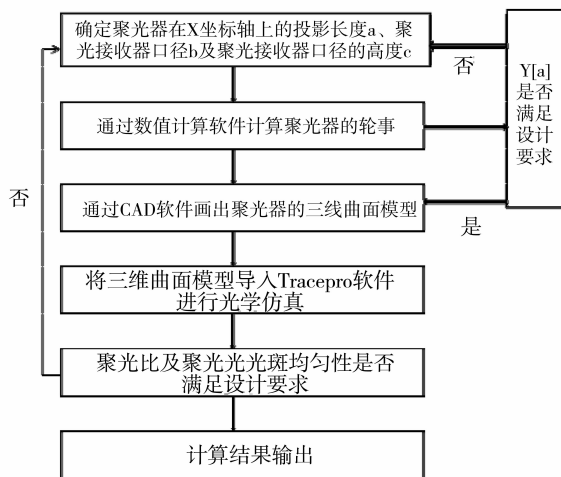 确定聚光器在X坐标轴上的投影长度a、聚
光接收器口径b及聚光接收器口径的高度c
否
Y[a]
是否
满足
设计
要求
通过数值计算软件计算聚光器的轮事
否
通过CAD软件画出聚光器的三线曲面模型
是
将三维曲面模型导入Tracepro软件
进行光学仿真
聚光比及聚光光光斑均匀性是否
满足设计要求
计算结果输出